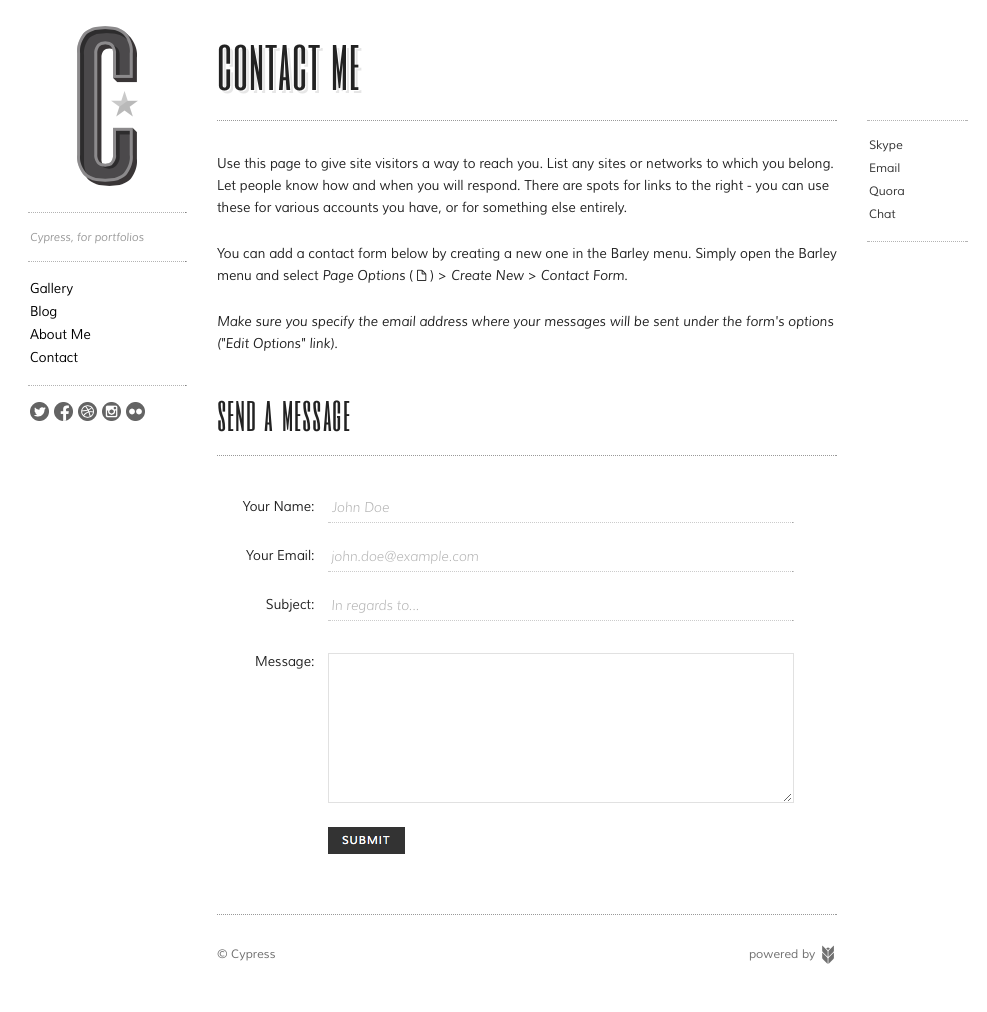 C
Cypress, for portfolios
Gallery
Blog
About Me
Contact
CONTACT ME
Use this page to give site visitors a way to reach you. List any sites or networks to which you belong.
Let people know how and when you will respond. There are spots for links to the right - you can use
these for various accounts you have, or for something else entirely.
You can add a contact form below by creating a new one in the Barley menu. Simply open the Barley
menu and select Page Options ( ) > Create New > Contact Form.
Make sure you specify the email address where your messages will be sent under the form's options
("Edit Options" link).
SEND A MESSAGE
Your Name: John Doe
Your Email: john.doe@example.com
Subject: In regards to...
Message:
SUBMIT
Skype
Email
Quora
Chat
© Cypress
powered by